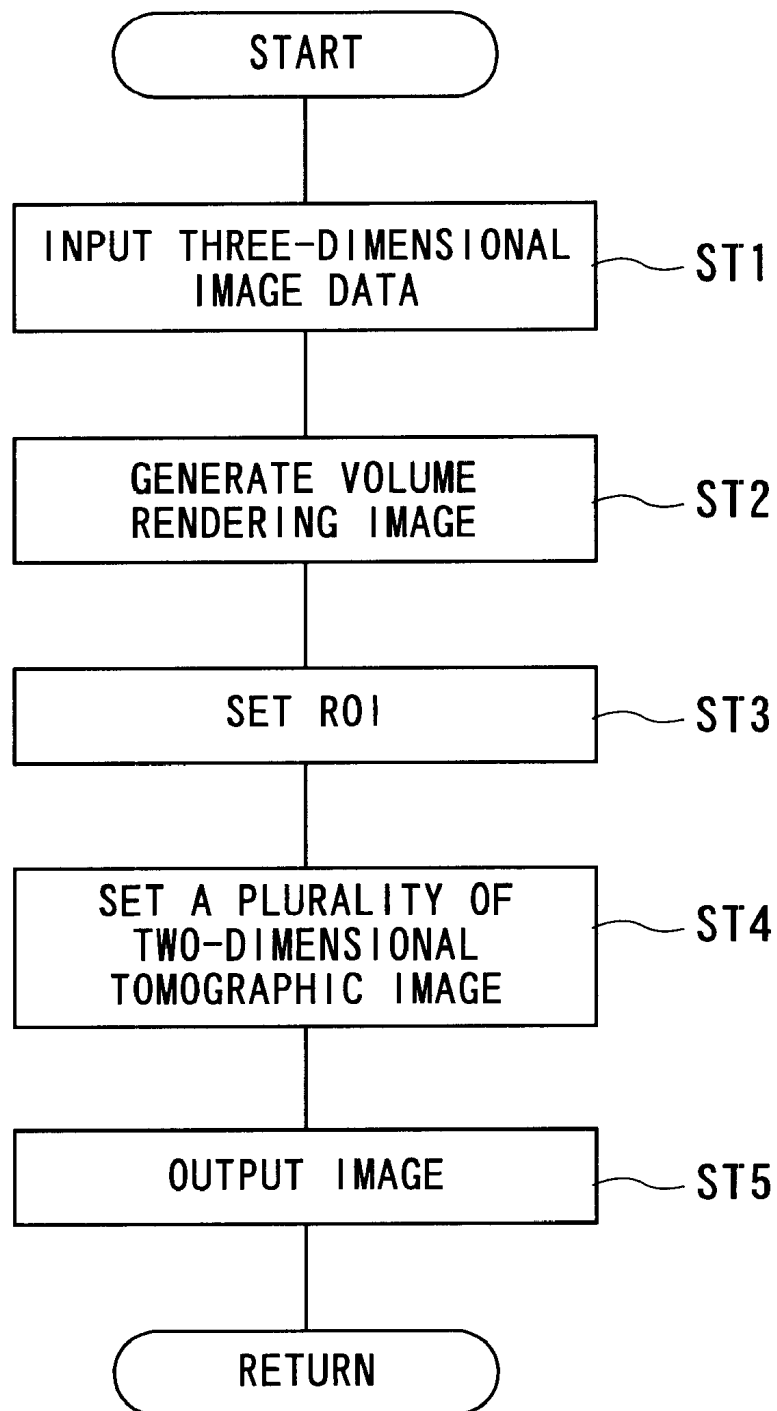 START
INPUT THREE-DIMENSIONAL
IMAGE DATA
ST1
GENERATE VOLUME
RENDERING IMAGE
ST2
SET ROI
ST3
SET A PLURALITY OF
TWO-DIMENSIONAL
TOMOGRAPHIC IMAGE
ST4
OUTPUT IMAGE
ST5
RETURN